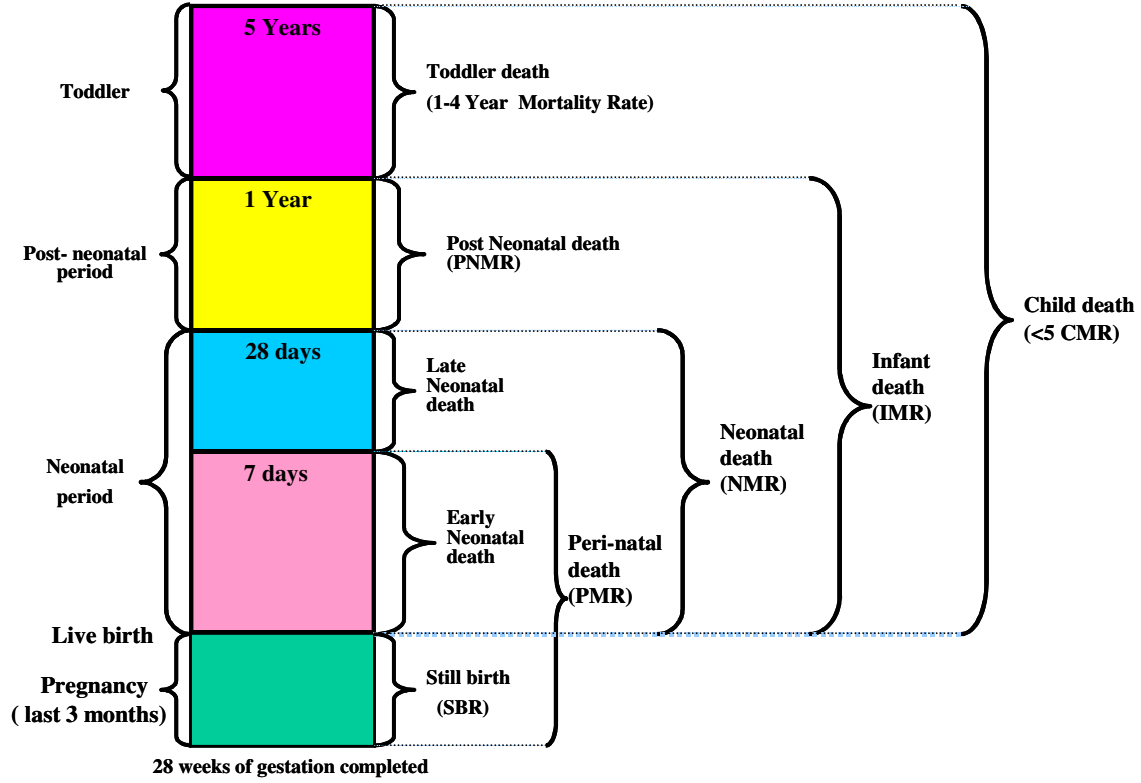 5 Years
Toddler
Toddler death
(1-4 Year Mortality Rate)
1 Year
Post- neonatal
period
Post Neonatal death
(PNMR)
Child death
(<5 CMR)
28 days
Late
Neonatal
death
Infant
death
(IMR)
Neonatal
period
7 days
Neonatal
death
(NMR)
Early
Neonatal
death
Peri-natal
death
(PMR)
Live birth
Pregnancy
( last 3 months)
Still birth
(SBR)
28 weeks of gestation completed